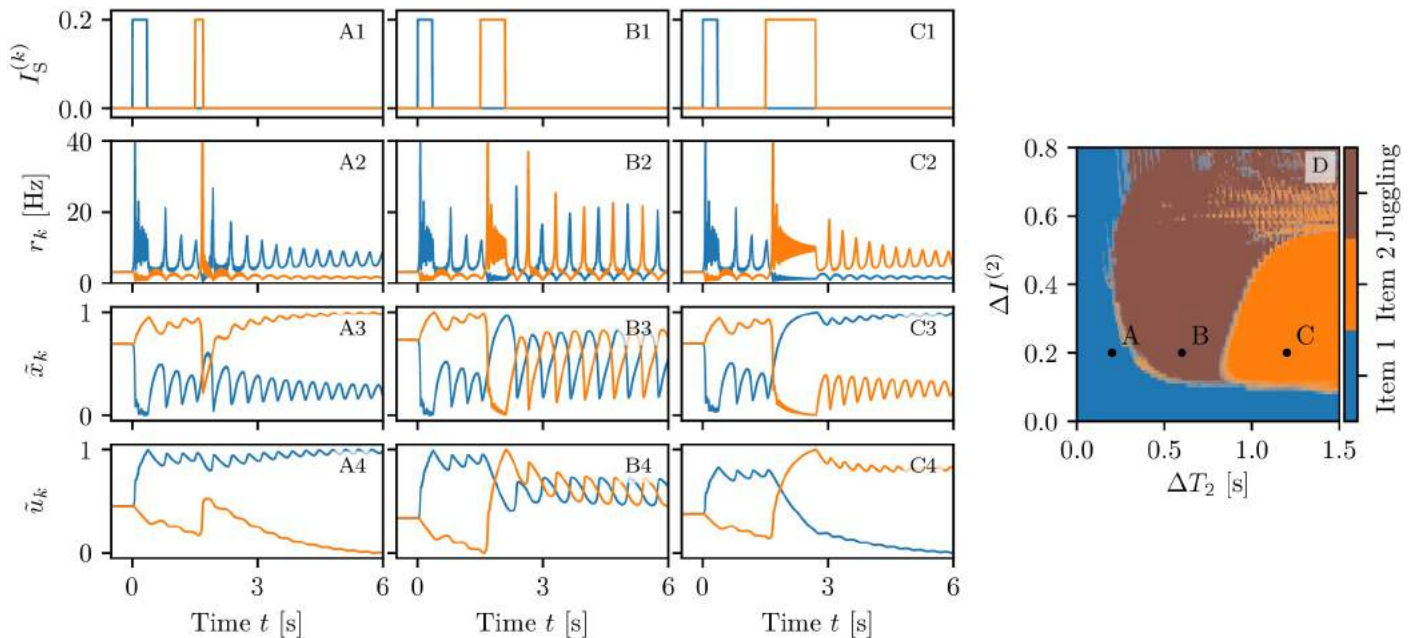 I_S^(k)
0.2
0.0
A1
B1
C1
r_k [Hz]
40
20
0
A2
B2
C2
x̃_k
1
0
A3
B3
C3
ũ_k
1
0
A4
B4
C4
0 3 6
0 3 6
0 3 6
Time t [s]
Time t [s]
Time t [s]
ΔI^(2)
0.8
0.6
0.4
0.2
0.0
D
A
B
C
0.0 0.5 1.0 1.5
ΔT_2 [s]
Item 1 Item 2 Juggling